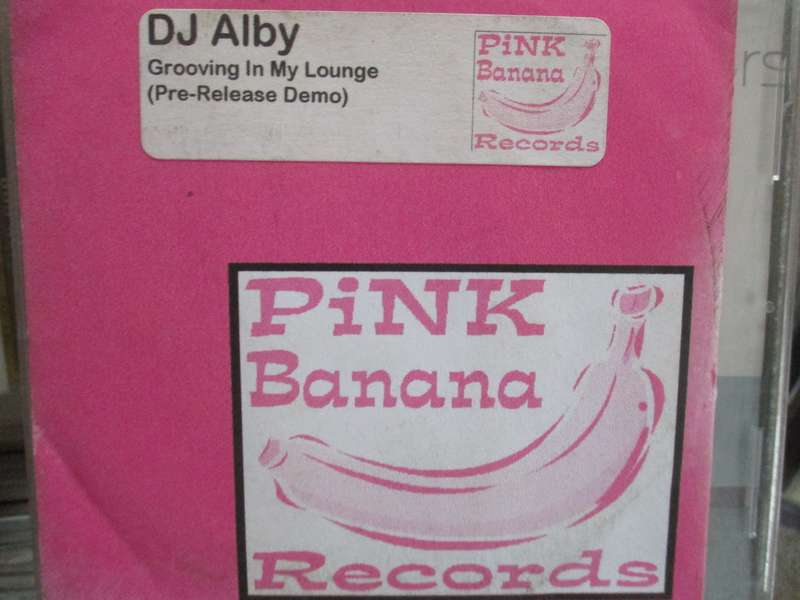 DJ Alby
Grooving In My Lounge
(Pre-Release Demo)
PiNK
Banana
Records
PiNK
Banana
Records